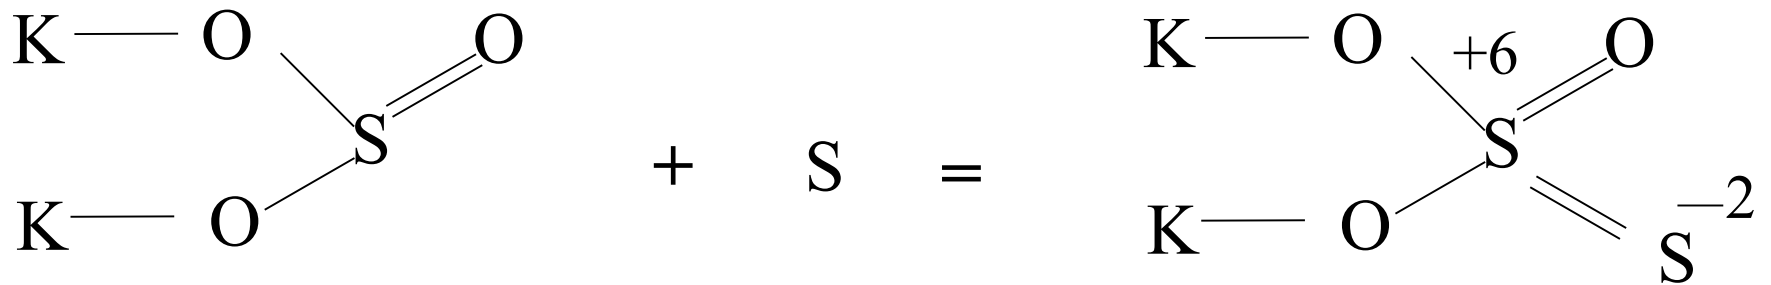 K — O O K — O +6 O
S + S = S
K — O K — O S —2